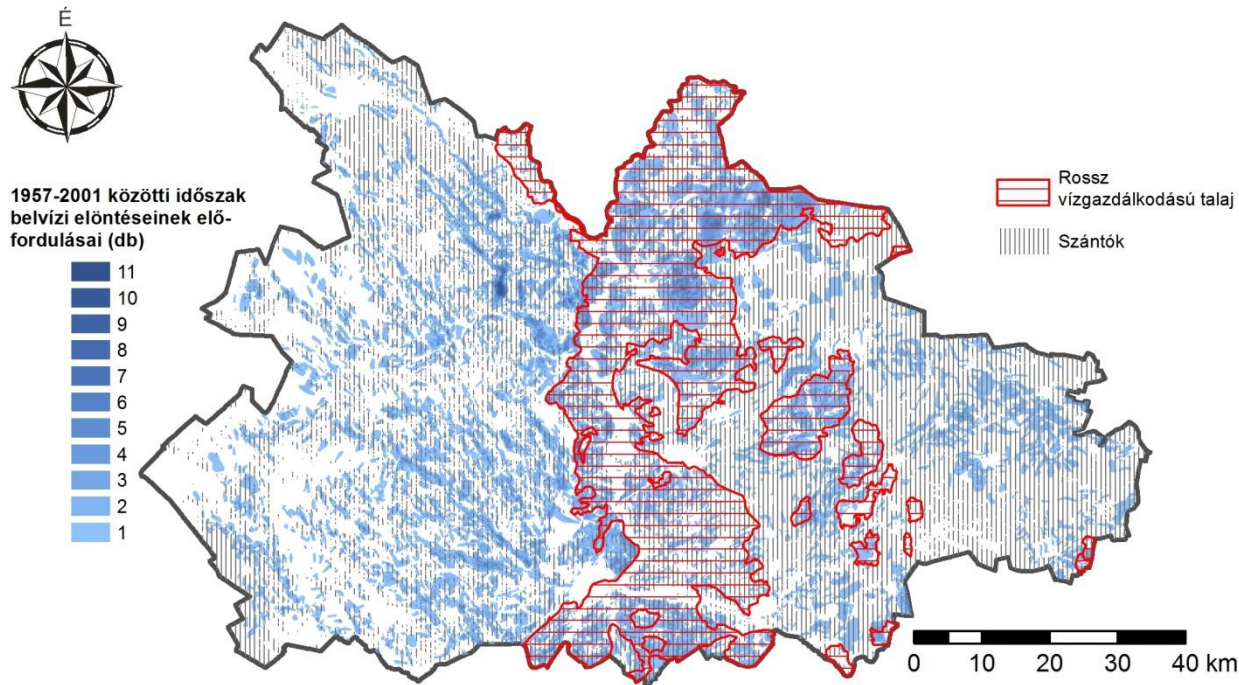 É
1957-2001 közötti időszak
belvízi elöntéseinek elő-
fordulásai (db)
11
10
9
8
7
6
5
4
3
2
1
Rossz
vízgazdálkodású talaj
Szántók
0 10 20 30 40 km